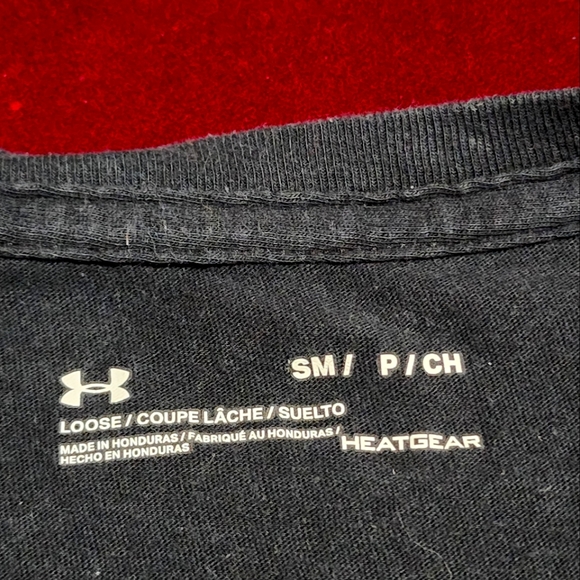 SM/ P/CH
LOOSE/COUPE LÂCHE/SUELTO
MADE IN HONDURAS/FABRIQUÉ AU HONDURAS/
HECHO EN HONDURAS
HEATGEAR